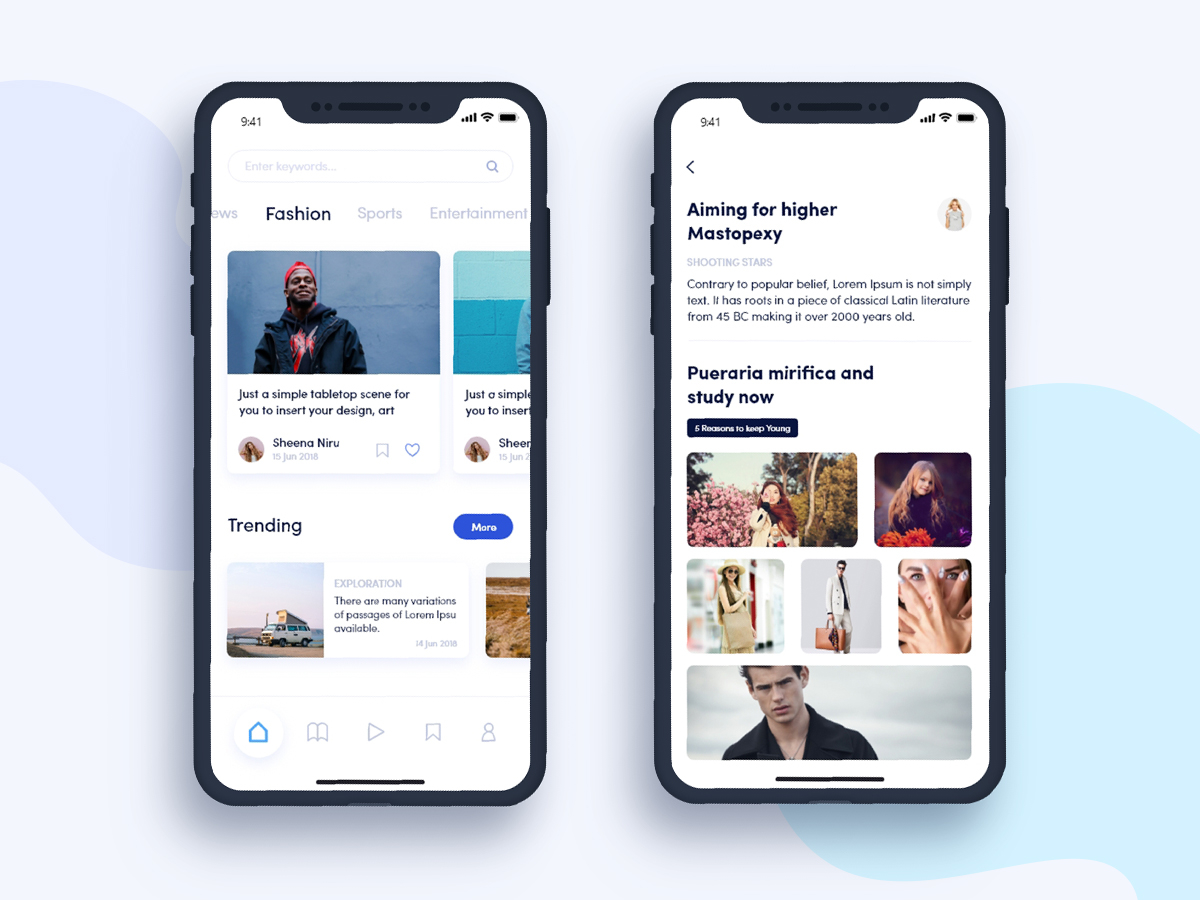 9:41
Enter keywords...
ews Fashion Sports Entertainment
Just a simple tabletop scene for
you to insert your design, art
Sheena Niru
15 Jun 2018
Just a simple
you to insert
Sheer
15 Jun 2
Trending
More
EXPLORATION
There are many variations
of passages of Lorem Ipsu
available.
14 Jun 2018
9:41
Aiming for higher
Mastopexy
SHOOTING STARS
Contrary to popular belief, Lorem Ipsum is not simply
text. It has roots in a piece of classical Latin literature
from 45 BC making it over 2000 years old.
Pueraria mirifica and
study now
5 Reasons to keep Young